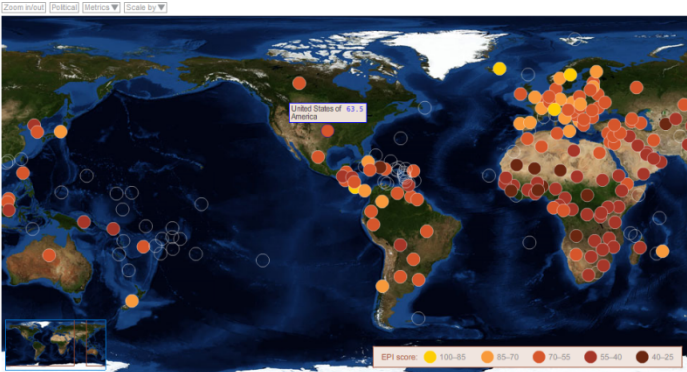 Zoom in/out Political Metrics ▼ Scale by ▼
United States of 63.5
America
EPI score: 100-85 85-70 70-55 55-40 40-25